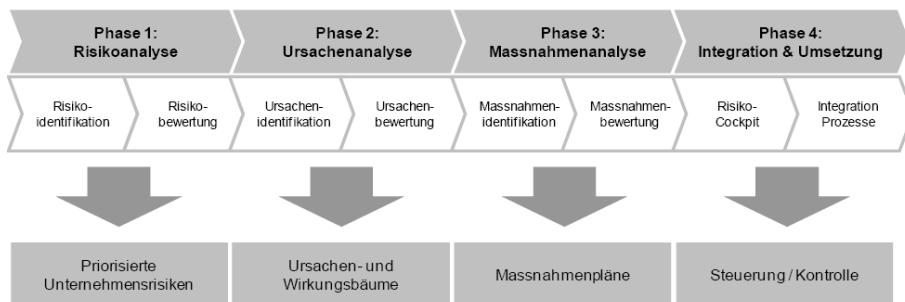 Phase 1:
Risikoanalyse
Phase 2:
Ursachenanalyse
Phase 3:
Massnahmenanalyse
Phase 4:
Integration & Umsetzung
Risiko-
identifikation
Risiko-
bewertung
Ursachen-
identifikation
Ursachen-
bewertung
Massnahmen-
identifikation
Massnahmen-
bewertung
Risiko-
Cockpit
Integration
Prozesse
Priorisierte
Unternehmensrisiken
Ursachen- und
Wirkungsbäume
Massnahmenpläne
Steuerung / Kontrolle